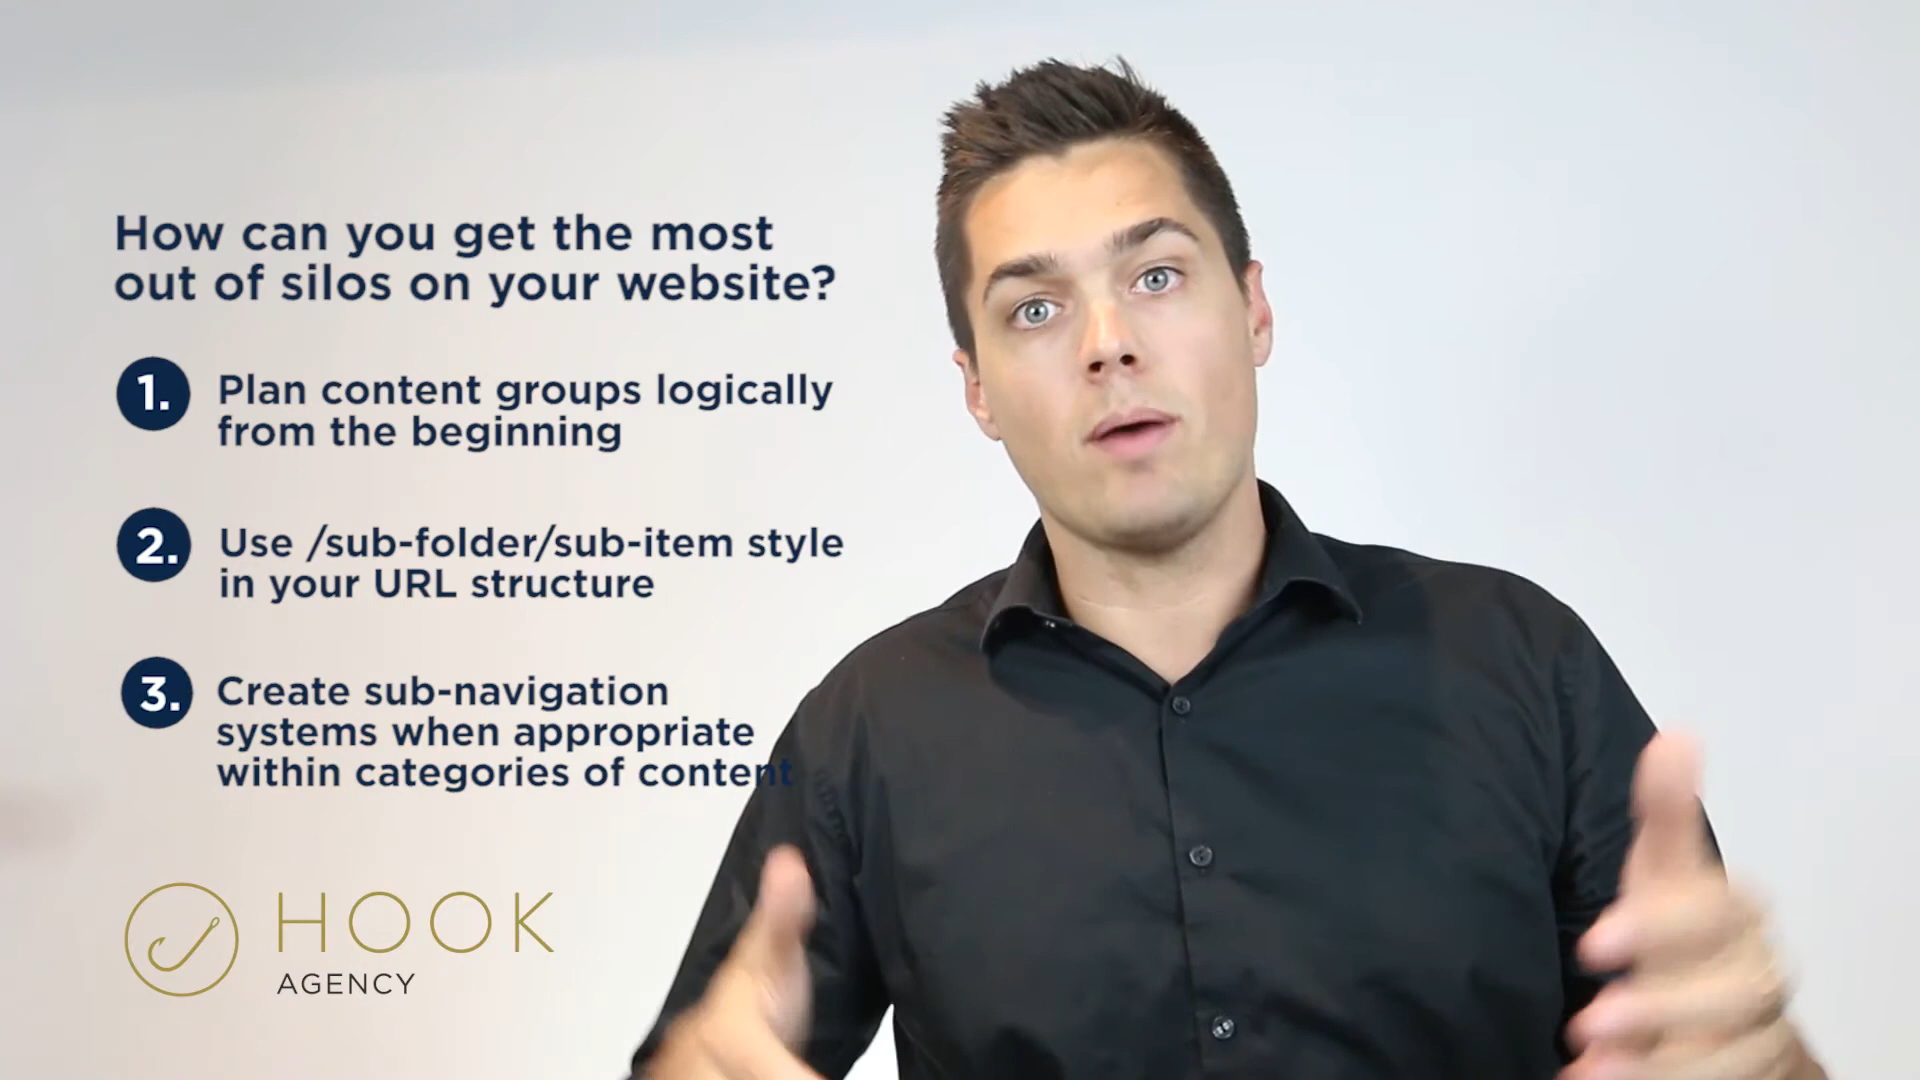 How can you get the most
out of silos on your website?
1. Plan content groups logically
from the beginning
2. Use /sub-folder/sub-item style
in your URL structure
3. Create sub-navigation
systems when appropriate
within categories of content
HOOK
AGENCY